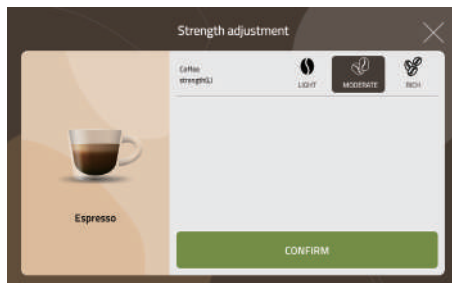 Strength adjustment
Coffee
strength(L)
LIGHT
MODERATE
RICH
Espresso
CONFIRM